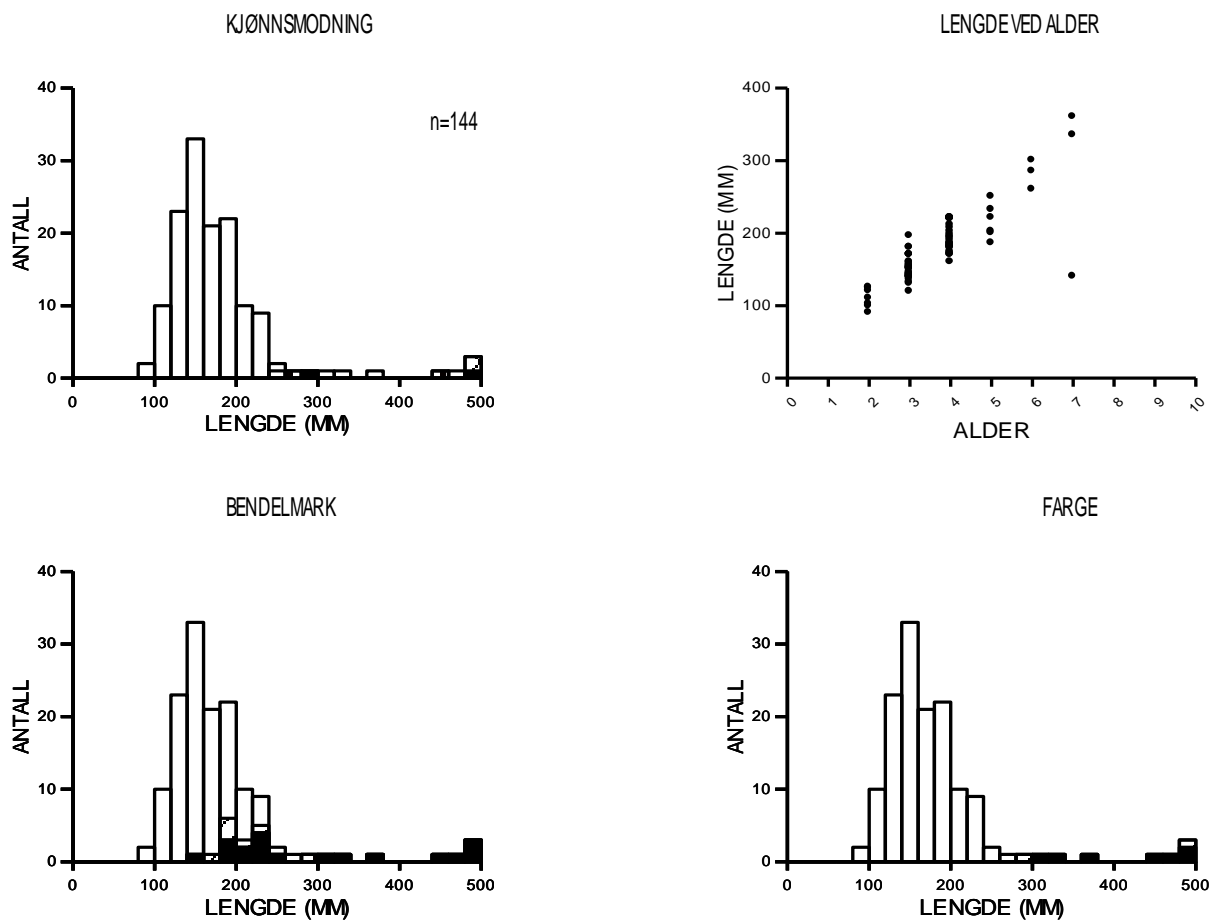 KJØNNSMODNING
40
30
20
10
0
ANTALL
n=144
0 100 200 300 400 500
LENGDE (MM)
LENGDE VED ALDER
400
300
200
100
0
LENGDE (MM)
0 1 2 3 4 5 6 7 8 9 10
ALDER
BENDELMARK
40
30
20
10
0
ANTALL
0 100 200 300 400 500
LENGDE (MM)
FARGE
40
30
20
10
0
ANTALL
0 100 200 300 400 500
LENGDE (MM)